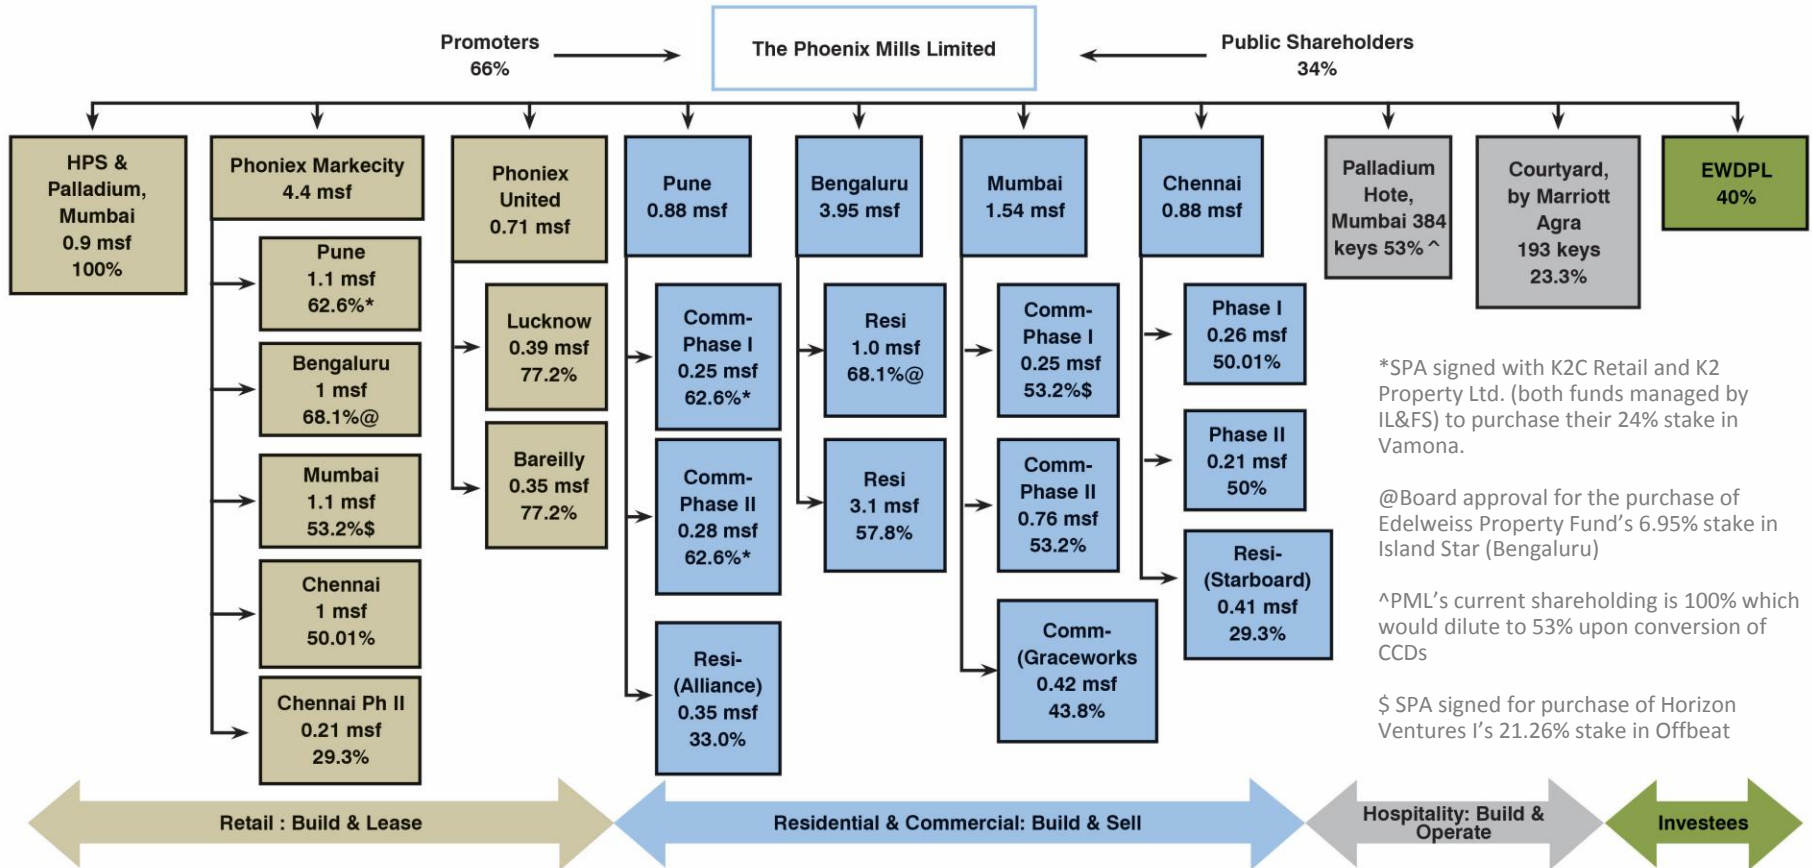 Promoters
66%
The Phoenix Mills Limited
Public Shareholders
34%
HPS &
Palladium,
Mumbai
0.9 msf
100%
Phoniex Markecity
4.4 msf
Pune
1.1 msf
62.6%*
Bengaluru
1 msf
68.1%@
Mumbai
1.1 msf
53.2%$
Chennai
1 msf
50.01%
Chennai Ph II
0.21 msf
29.3%
Phoniex
United
0.71 msf
Lucknow
0.39 msf
77.2%
Bareilly
0.35 msf
77.2%
Pune
0.88 msf
Comm-
Phase I
0.25 msf
62.6%*
Comm-
Phase II
0.28 msf
62.6%*
Resi-
(Alliance)
0.35 msf
33.0%
Bengaluru
3.95 msf
Resi
1.0 msf
68.1%@
Resi
3.1 msf
57.8%
Mumbai
1.54 msf
Comm-
Phase I
0.25 msf
53.2%$
Comm-
Phase II
0.76 msf
53.2%
Comm-
(Graceworks
0.42 msf
43.8%
Chennai
0.88 msf
Phase I
0.26 msf
50.01%
Phase II
0.21 msf
50%
Resi-
(Starboard)
0.41 msf
29.3%
Palladium
Hote,
Mumbai 384
keys 53% ^
Courtyard,
by Marriott
Agra
193 keys
23.3%
EWDPL
40%
*SPA signed with K2C Retail and K2
Property Ltd. (both funds managed by
IL&FS) to purchase their 24% stake in
Vamona.
@Board approval for the purchase of
Edelweiss Property Fund’s 6.95% stake in
Island Star (Bengaluru)
^PML’s current shareholding is 100% which
would dilute to 53% upon conversion of
CCDs
$ SPA signed for purchase of Horizon
Ventures I’s 21.26% stake in Offbeat
Retail : Build & Lease
Residential & Commercial: Build & Sell
Hospitality: Build &
Operate
Investees